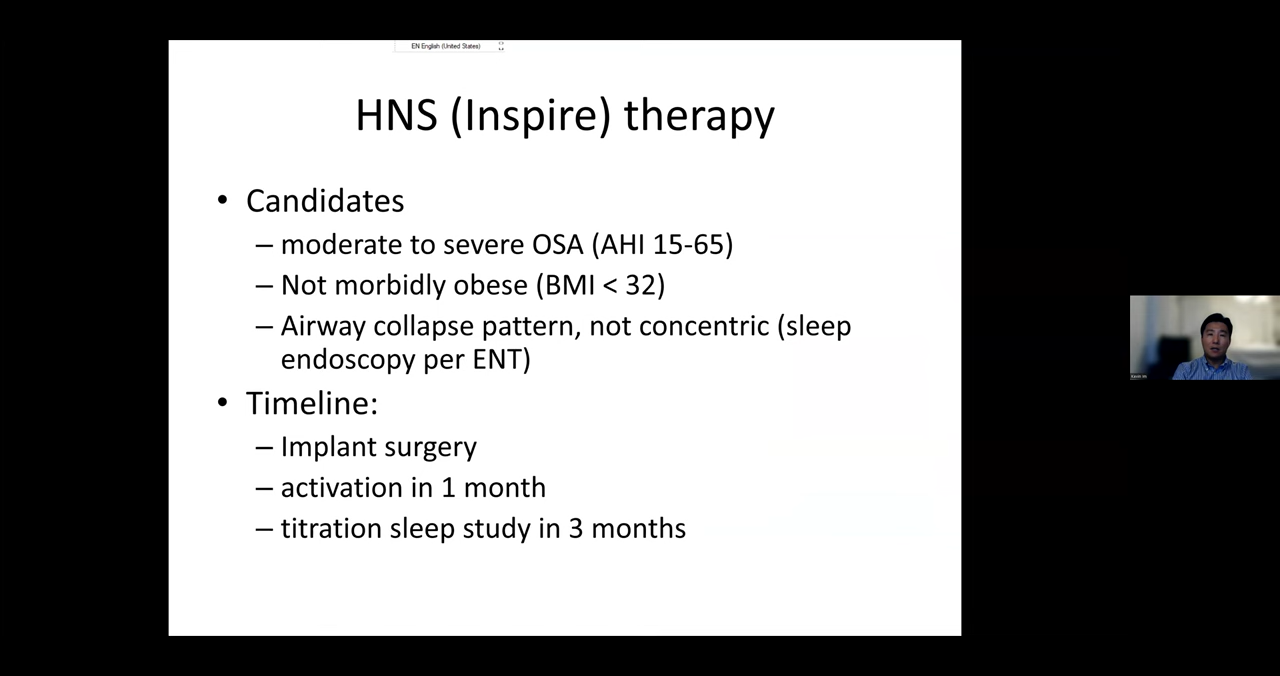 EN English (United States)
HNS (Inspire) therapy
• Candidates
– moderate to severe OSA (AHI 15-65)
– Not morbidly obese (BMI < 32)
– Airway collapse pattern, not concentric (sleep
endoscopy per ENT)
• Timeline:
– Implant surgery
– activation in 1 month
– titration sleep study in 3 months